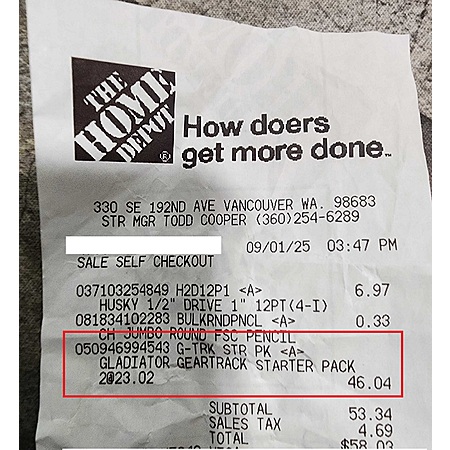 THE
HOME
DEPOT
How doers
get more done.
330 SE 192ND AVE VANCOUVER WA. 98683
STR MGR TODD COOPER (360)254-6289
09/01/25 03:47 PM
SALE SELF CHECKOUT
037103254849 H2D12P1 <A> 6.97
HUSKY 1/2" DRIVE 1" 12PT(4-I)
081834102283 BULKRNDPNCL <A> 0.33
CH JUMBO ROUND FSC PENCIL
050946994543 G-TRK STR PK <A>
GLADIATOR GEARTRACK STARTER PACK
2@23.02 46.04
SUBTOTAL 53.34
SALES TAX 4.69
TOTAL $58.03